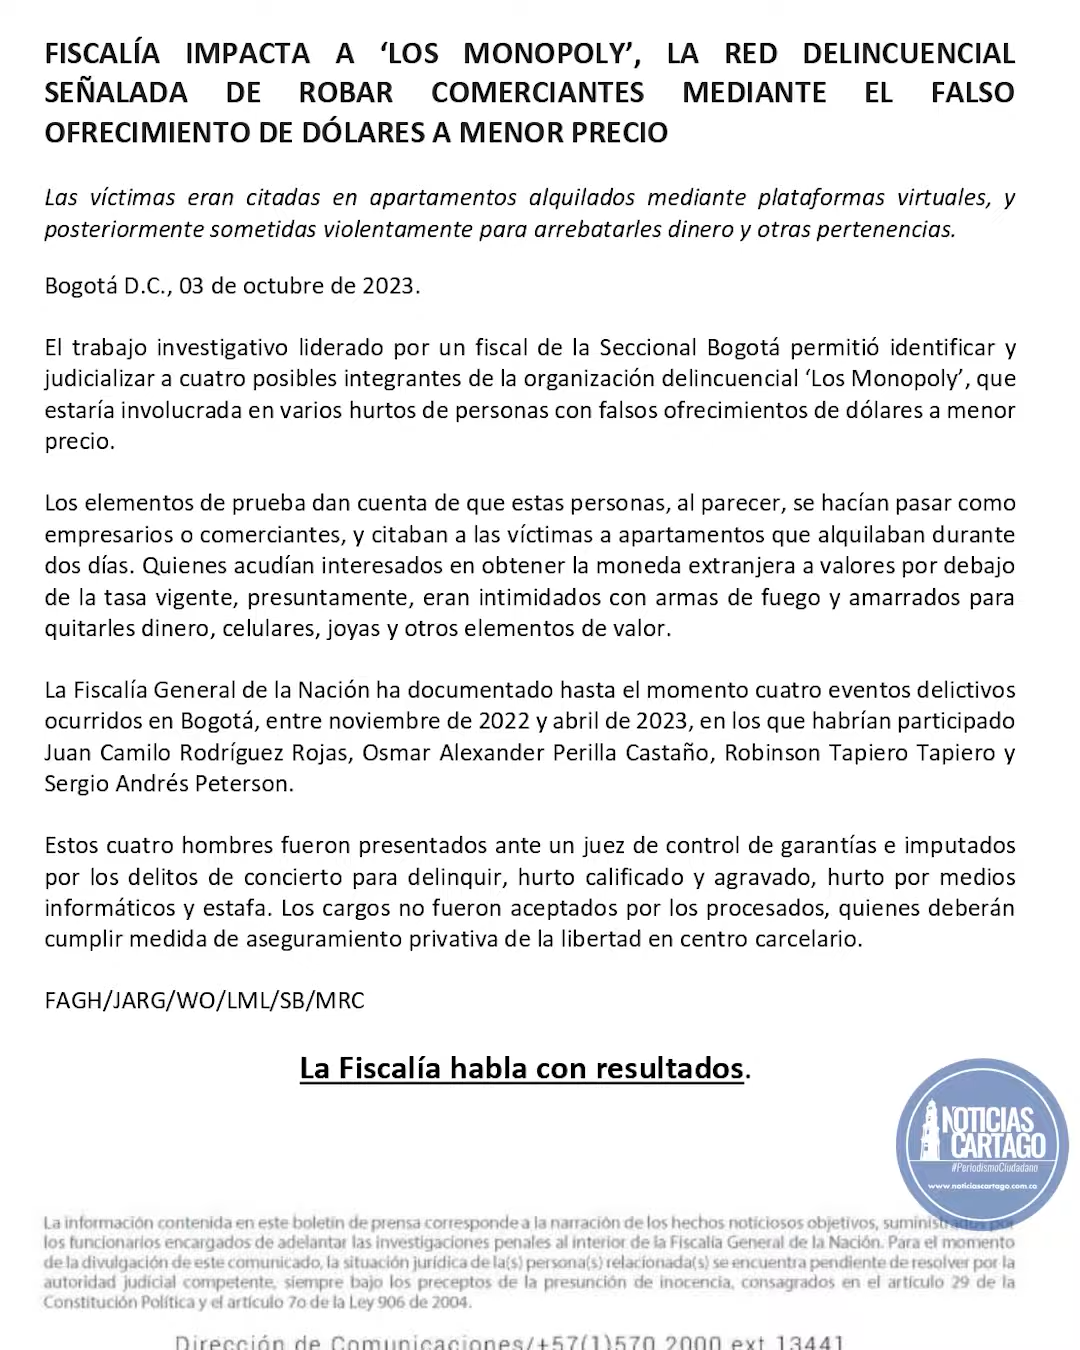 FISCALÍA IMPACTA A ‘LOS MONOPOLY’, LA RED DELINCUENCIAL
SEÑALADA DE ROBAR COMERCIANTES MEDIANTE EL FALSO
OFRECIMIENTO DE DÓLARES A MENOR PRECIO
Las víctimas eran citadas en apartamentos alquilados mediante plataformas virtuales, y
posteriormente sometidas violentamente para arrebatarles dinero y otras pertenencias.
Bogotá D.C., 03 de octubre de 2023.
El trabajo investigativo liderado por un fiscal de la Seccional Bogotá permitió identificar y
judicializar a cuatro posibles integrantes de la organización delincuencial ‘Los Monopoly’, que
estaría involucrada en varios hurtos de personas con falsos ofrecimientos de dólares a menor
precio.
Los elementos de prueba dan cuenta de que estas personas, al parecer, se hacían pasar como
empresarios o comerciantes, y citaban a las víctimas a apartamentos que alquilaban durante
dos días. Quienes acudían interesados en obtener la moneda extranjera a valores por debajo
de la tasa vigente, presuntamente, eran intimidados con armas de fuego y amarrados para
quitarles dinero, celulares, joyas y otros elementos de valor.
La Fiscalía General de la Nación ha documentado hasta el momento cuatro eventos delictivos
ocurridos en Bogotá, entre noviembre de 2022 y abril de 2023, en los que habrían participado
Juan Camilo Rodríguez Rojas, Osmar Alexander Perilla Castaño, Robinson Tapiero Tapiero y
Sergio Andrés Peterson.
Estos cuatro hombres fueron presentados ante un juez de control de garantías e imputados
por los delitos de concierto para delinquir, hurto calificado y agravado, hurto por medios
informáticos y estafa. Los cargos no fueron aceptados por los procesados, quienes deberán
cumplir medida de aseguramiento privativa de la libertad en centro carcelario.
FAGH/JARG/WO/LML/SB/MRC
La Fiscalía habla con resultados.
NOTICIAS
CARTAGO
#PeriodismoCiudadano
www.noticiascartago.com.co
La información contenida en este boletín de prensa corresponde a la narración de los hechos noticiosos objetivos, suministrados por
los funcionarios encargados de adelantar las investigaciones penales al interior de la Fiscalía General de la Nación. Para el momento
de la divulgación de este comunicado, la situación jurídica de la(s) persona(s) relacionada(s) se encuentra pendiente de resolver por la
autoridad judicial competente, siempre bajo los preceptos de la presunción de inocencia, consagrados en el artículo 29 de la
Constitución Política y el artículo 7o de la Ley 906 de 2004.
Dirección de Comunicaciones/+57(1)570 2000 ext 13441